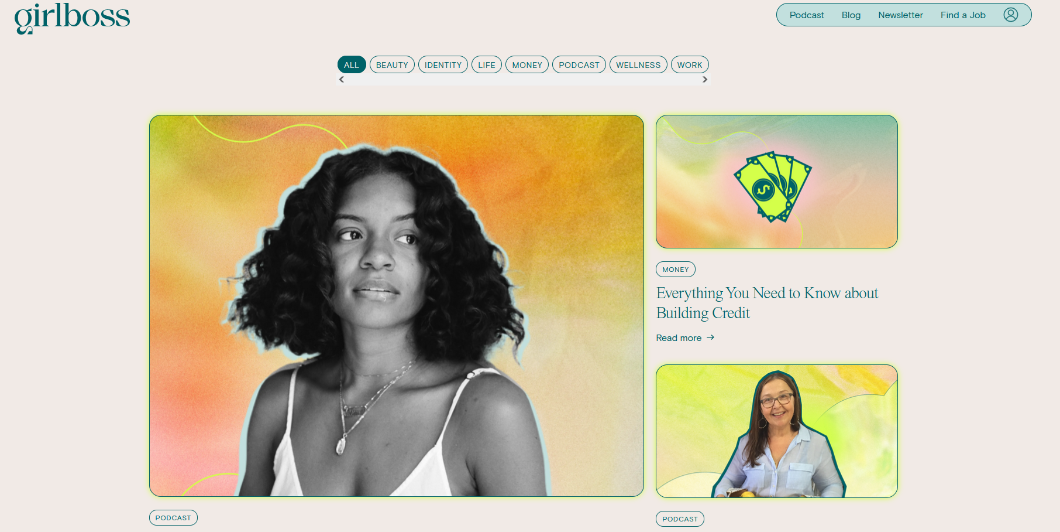 girlboss
Podcast Blog Newsletter Find a Job
ALL BEAUTY IDENTITY LIFE MONEY PODCAST WELLNESS WORK
MONEY
Everything You Need to Know about
Building Credit
Read more →
PODCAST
PODCAST